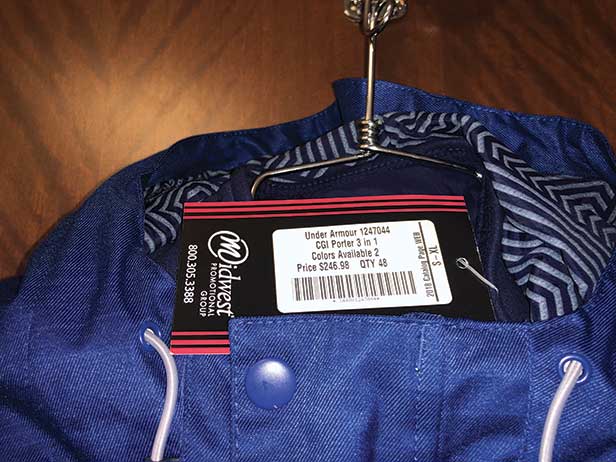 Midwest
PROMOTIONAL
GROUP
800.305.3388
Under Armour 1247044
CGI Porter 3 in 1
Colors Available 2
Price $246.98 QTY 48
2018 Catalog Page WEB
S - XL